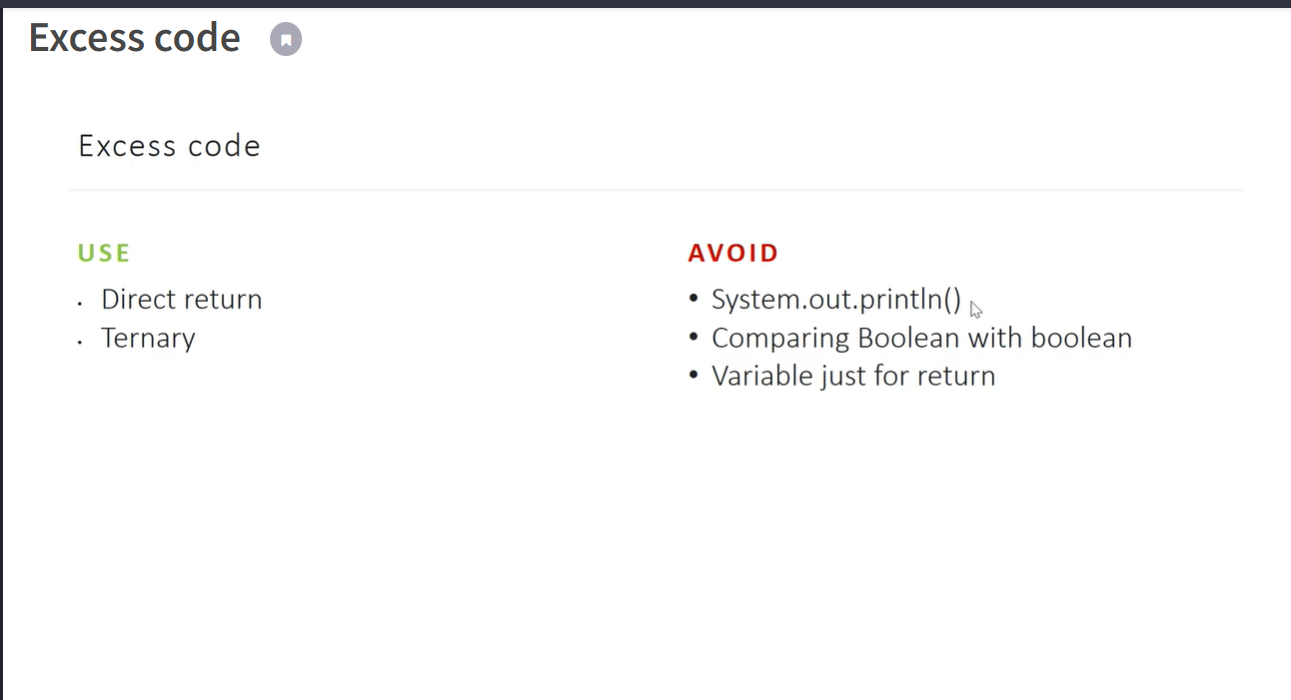 Excess code
Excess code
USE
· Direct return
· Ternary
AVOID
• System.out.println()
• Comparing Boolean with boolean
• Variable just for return